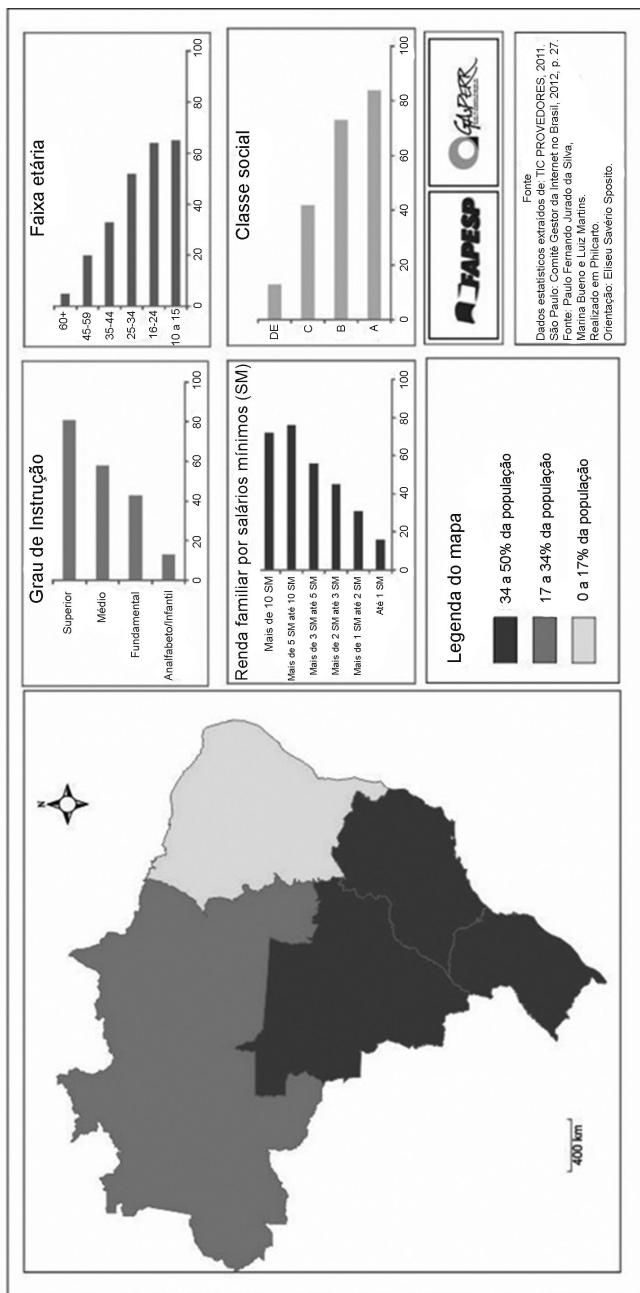 N
400 km
Grau de Instrução
Superior
Médio
Fundamental
Analfabeto/Infantil
0
20
40
60
80
100
Faixa etária
60+
45-59
35-44
25-34
16-24
10 a 15
0
20
40
60
80
100
Renda familiar por salários mínimos (SM)
Mais de 10 SM
Mais de 5 SM até 10 SM
Mais de 3 SM até 5 SM
Mais de 2 SM até 3 SM
Mais de 1 SM até 2 SM
Até 1 SM
0
20
40
60
80
100
Classe social
DE
C
B
A
0
20
40
60
80
100
Legenda do mapa
34 a 50% da população
17 a 34% da população
0 a 17% da população
FAPESP
GAsPERR
Fonte
Dados estatísticos extraídos de: TIC PROVEDORES, 2011.
São Paulo: Comitê Gestor da Internet no Brasil, 2012, p. 27.
Fonte: Paulo Fernando Jurado da Silva,
Marina Bueno e Luiz Martins.
Realizado em Philcarto.
Orientação: Eliseu Savério Sposito.